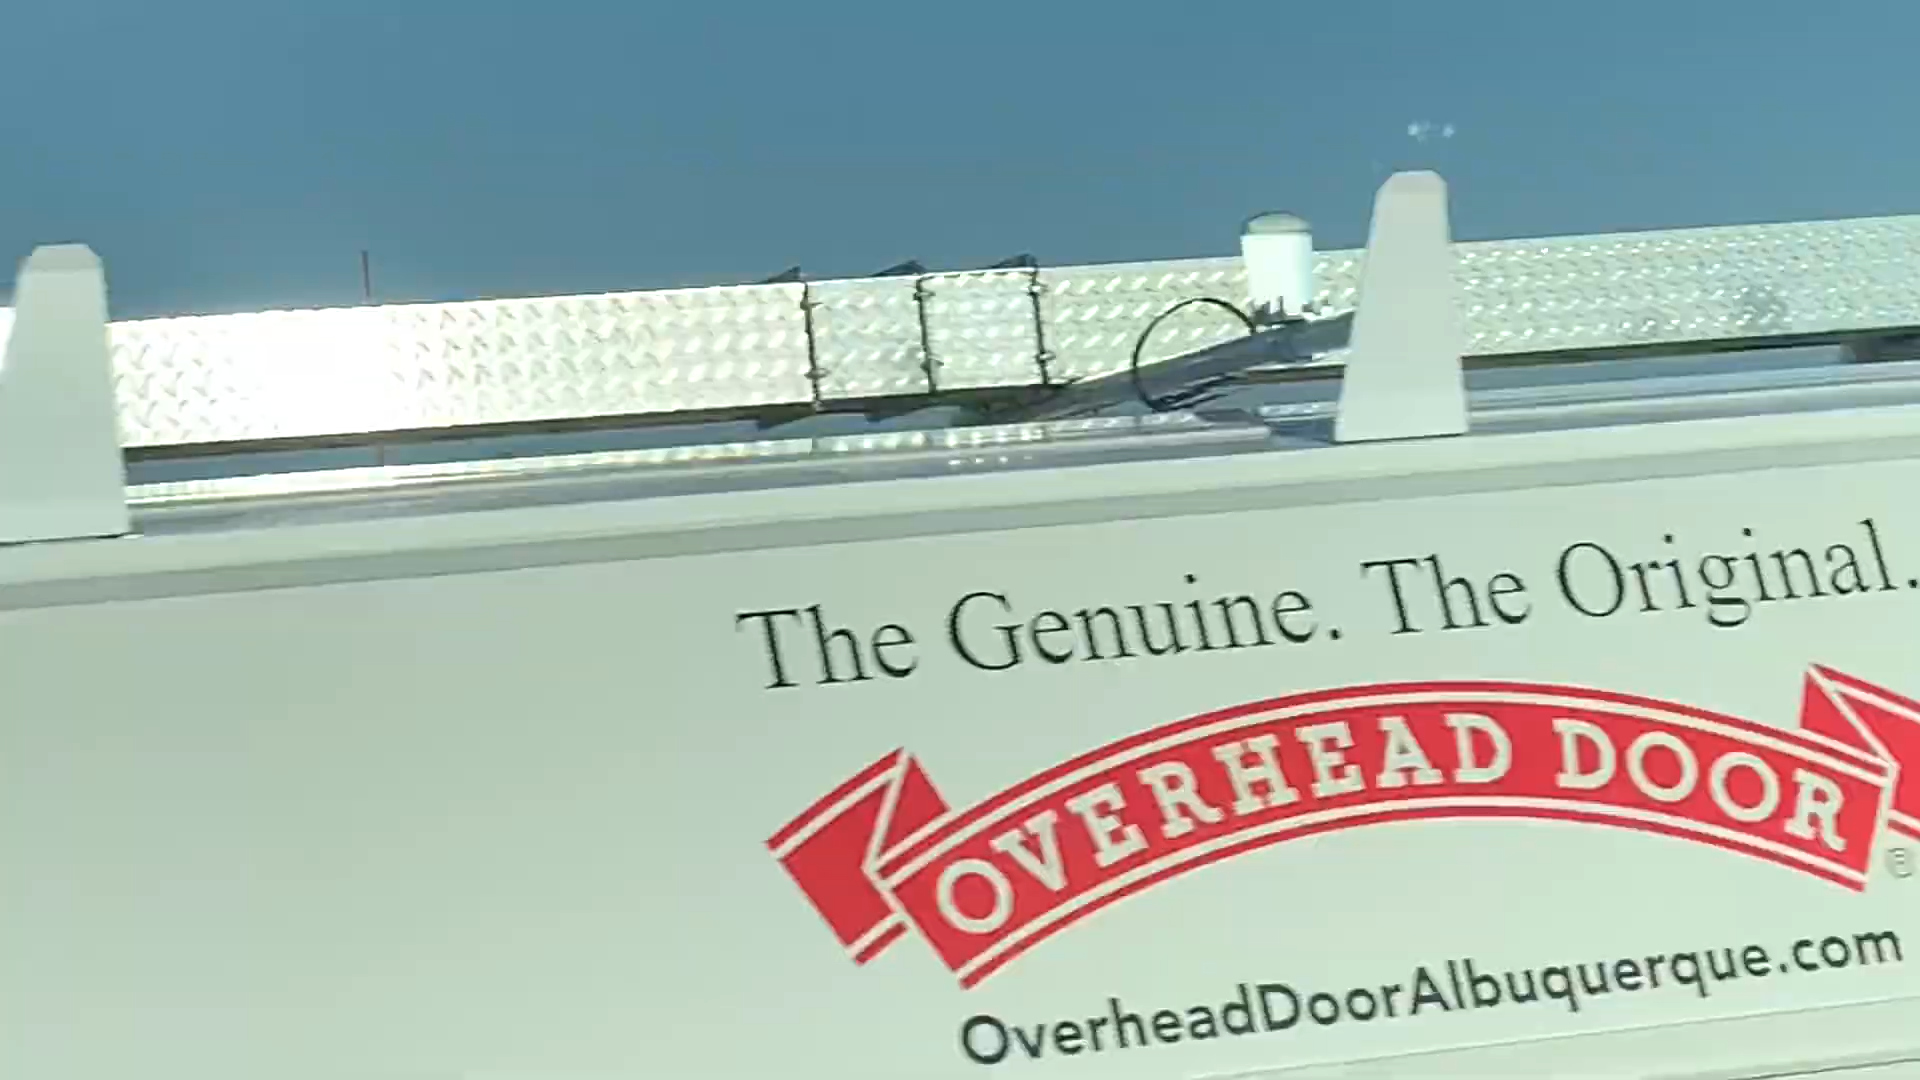 The Genuine. The Original.
OVERHEAD DOOR ®
OverheadDoorAlbuquerque.com